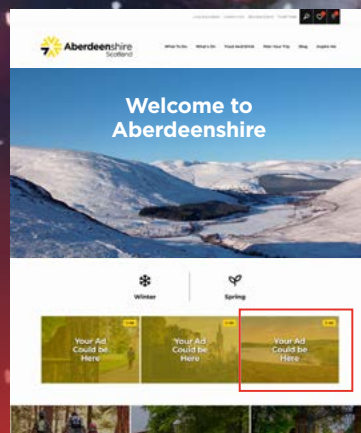 Aberdeenshire
Scotland
What To Do What's On Food And Drink Plan Your Trip Blog Inspire Me
Welcome to
Aberdeenshire
Winter Spring
Your Ad
Could be
Here
Your Ad
Could be
Here
Your Ad
Could be
Here